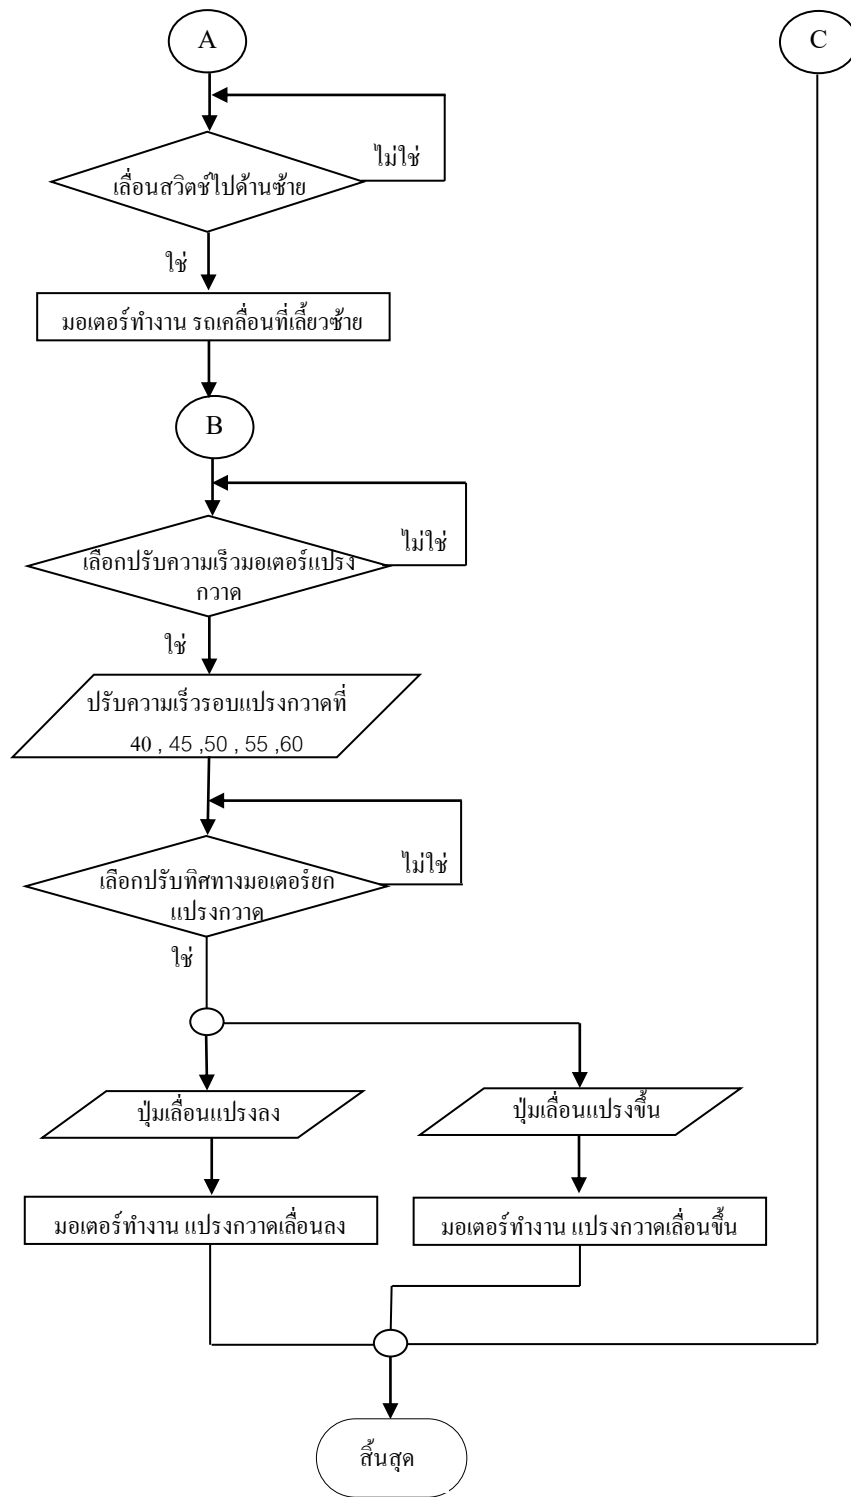 A
C
ไม่ใช่
เลื่อนสวิตช์ไปด้านซ้าย
ใช่
มอเตอร์ทำงาน รถเคลื่อนที่เลี้ยวซ้าย
B
ไม่ใช่
เลือกปรับความเร็วมอเตอร์แปรง
กวาด
ใช่
ปรับความเร็วรอบแปรงกวาดที่
40 , 45 ,50 , 55 ,60
ไม่ใช่
เลือกปรับทิศทางมอเตอร์ยก
แปรงกวาด
ใช่
ปุ่มเลื่อนแปรงลง
ปุ่มเลื่อนแปรงขึ้น
มอเตอร์ทำงาน แปรงกวาดเลื่อนลง
มอเตอร์ทำงาน แปรงกวาดเลื่อนขึ้น
สิ้นสุด